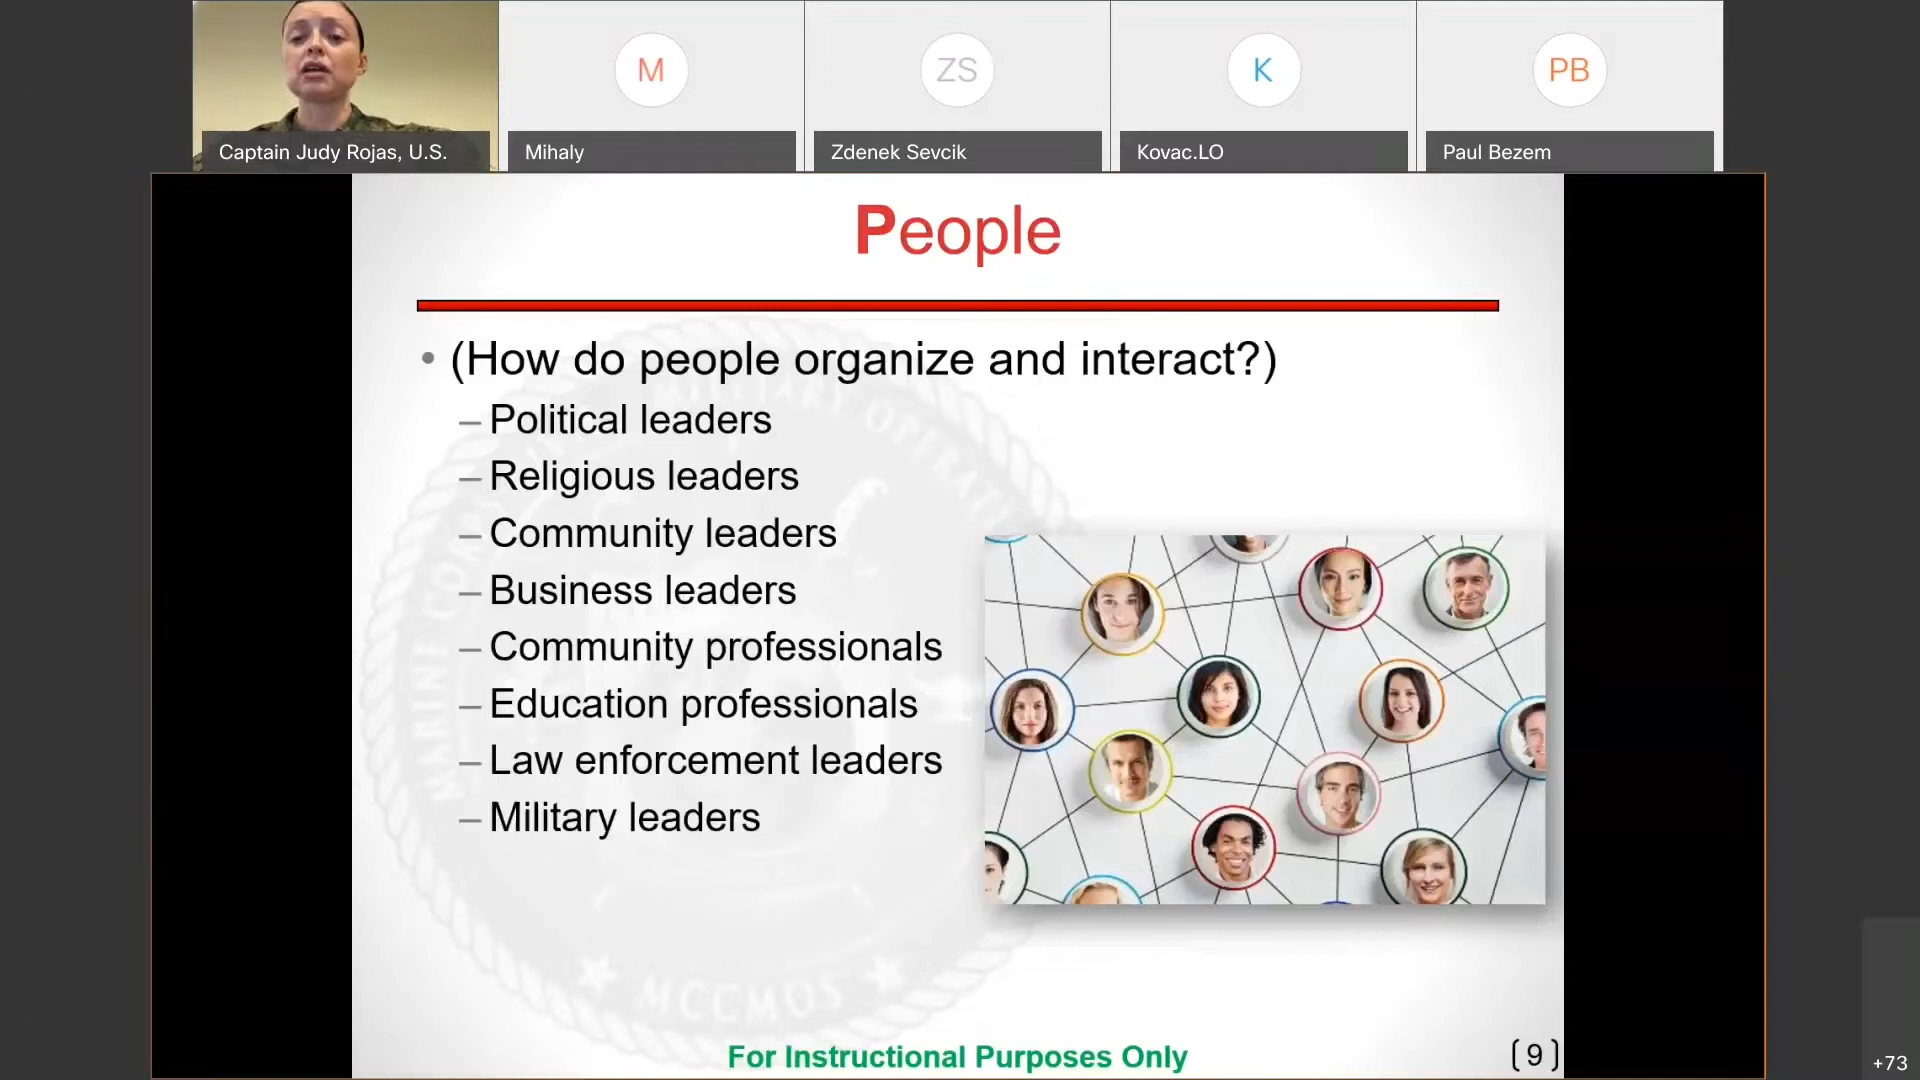 M
ZS
K
PB
Captain Judy Rojas, U.S.
Mihaly
Zdenek Sevcik
Kovac.LO
Paul Bezem
People
• (How do people organize and interact?)
– Political leaders
– Religious leaders
– Community leaders
– Business leaders
– Community professionals
– Education professionals
– Law enforcement leaders
– Military leaders
MCCMOS
For Instructional Purposes Only
[ 9 ]
+73